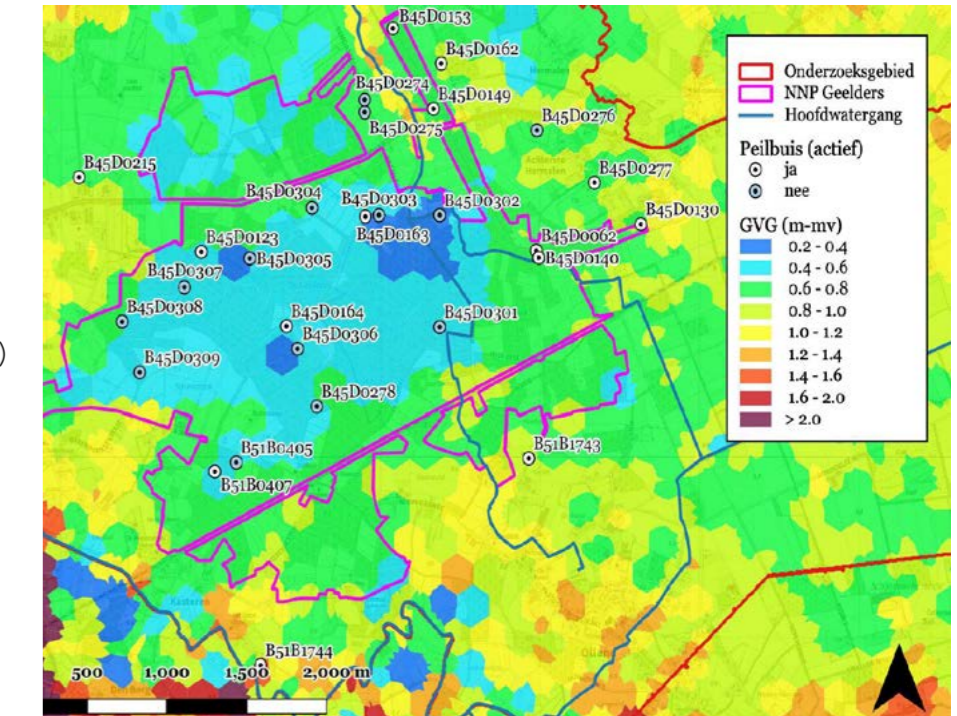 B45D0153
B45D0162
B45D0274
B45D0149
B45D0275
B45D0276
B45D0215
B45D0277
B45D0304
B45D0303
B45D0302
B45D0130
B45D0163
B45D0123
B45D0062
B45D0305
B45D0140
B45D0307
B45D0308
B45D0164
B45D0301
B45D0306
B45D0309
B45D0278
B51B0405
B51B1743
B51B0407
B51B1744
Onderzoeksgebied
NNP Geelders
Hoofdwatergang
Peilbuis (actief)
ja
nee
GVG (m-mv)
0.2 - 0.4
0.4 - 0.6
0.6 - 0.8
0.8 - 1.0
1.0 - 1.2
1.2 - 1.4
1.4 - 1.6
1.6 - 2.0
> 2.0
500 1,000 1,500 2,000 m
)